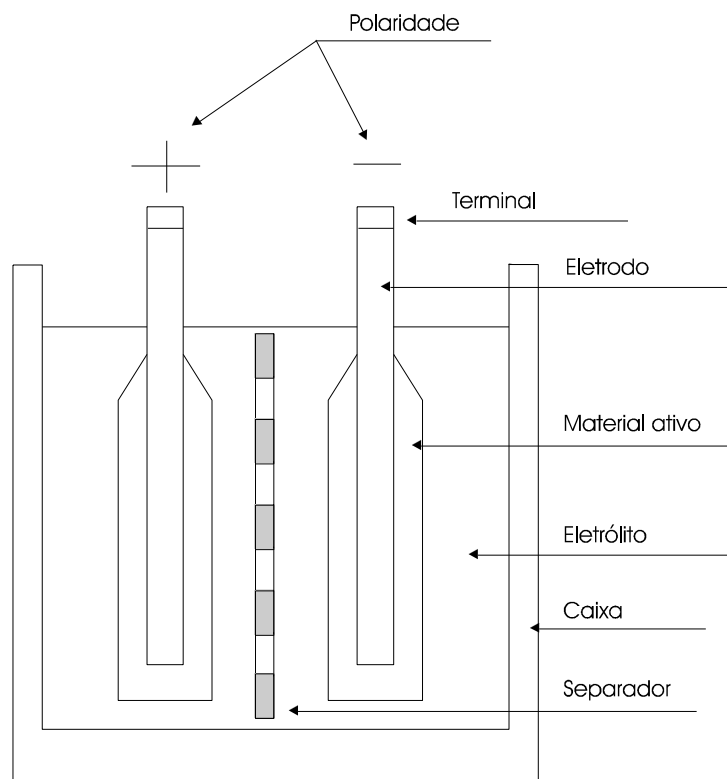 Polaridade
Terminal
Eletrodo
Material ativo
Eletrólito
Caixa
Separador